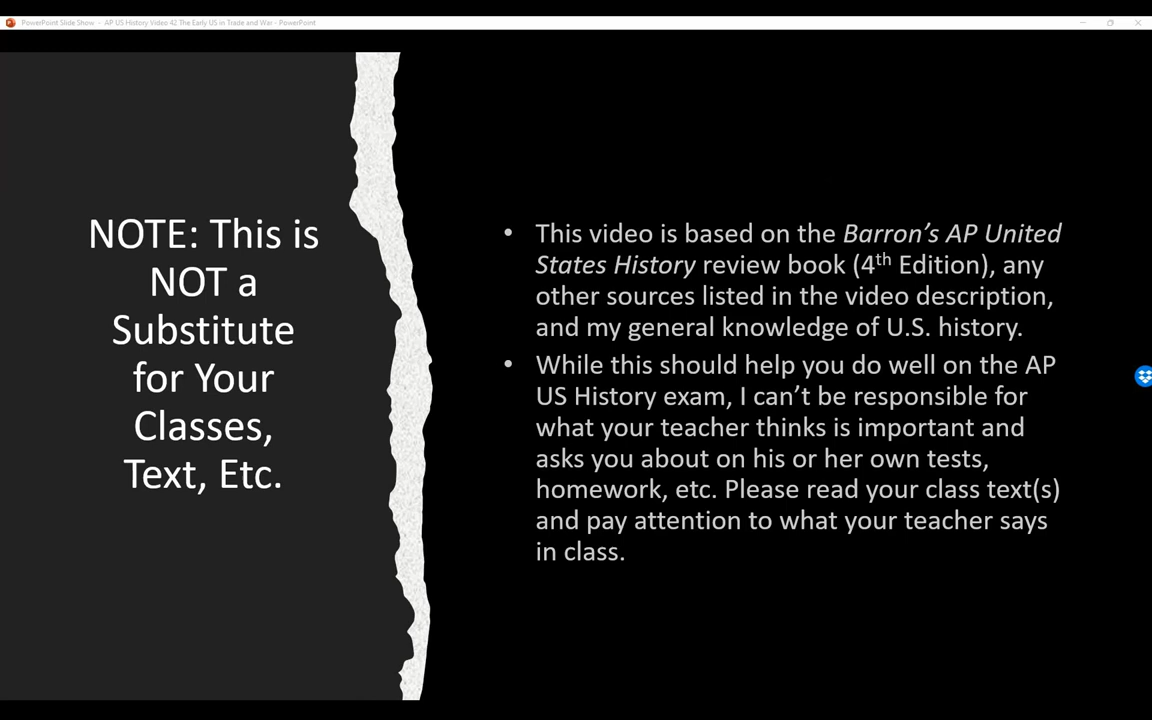 PowerPoint Slide Show - AP US History Video 42 The Early US in Trade and War - PowerPoint
NOTE: This is
NOT a
Substitute
for Your
Classes,
Text, Etc.
• This video is based on the Barron’s AP United
States History review book (4th Edition), any
other sources listed in the video description,
and my general knowledge of U.S. history.
• While this should help you do well on the AP
US History exam, I can’t be responsible for
what your teacher thinks is important and
asks you about on his or her own tests,
homework, etc. Please read your class text(s)
and pay attention to what your teacher says
in class.